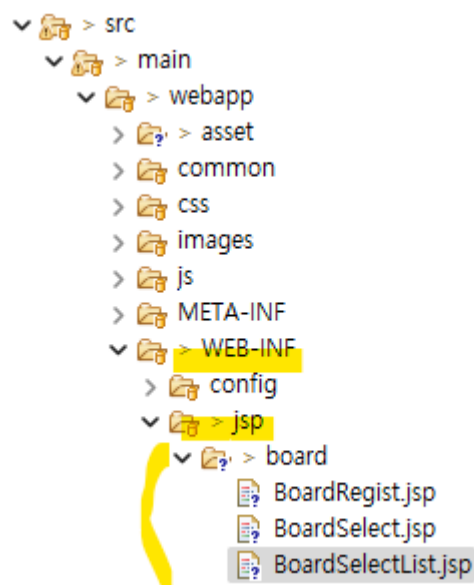 > src
> main
> webapp
> asset
common
css
images
js
META-INF
> WEB-INF
config
> jsp
> board
BoardRegist.jsp
BoardSelect.jsp
BoardSelectList.jsp